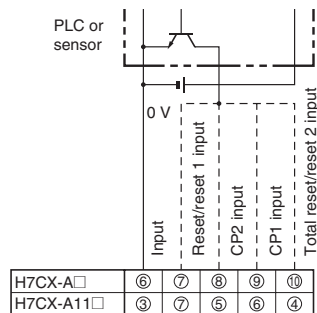 PLC or
sensor
0 V
Input
Reset/reset 1 input
CP2 input
CP1 input
Total reset/reset 2 input
H7CX-A□ ⑥ ⑦ ⑧ ⑨ ⑩
H7CX-A11□ ③ ⑦ ⑤ ⑥ ④